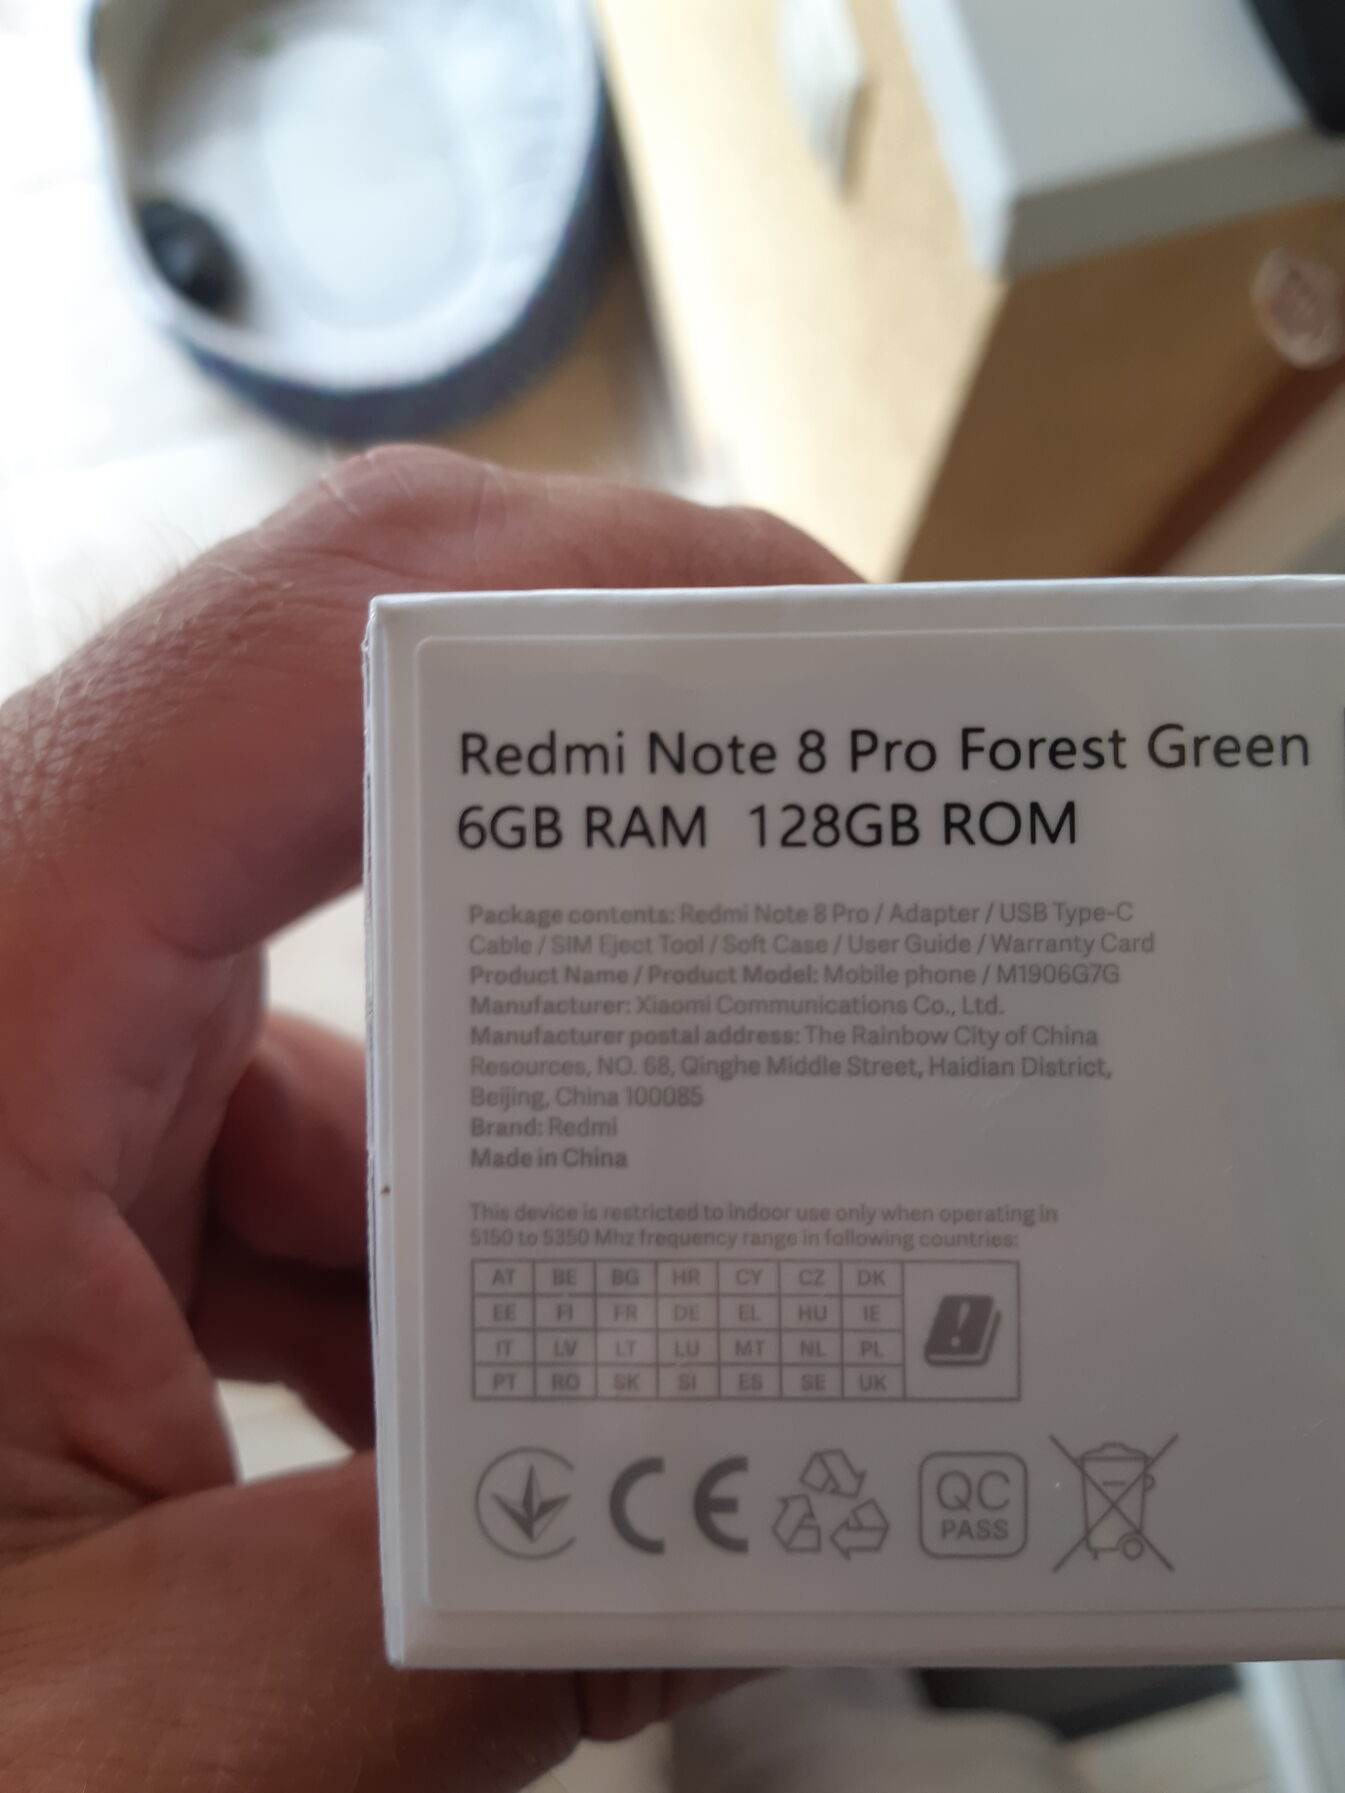 Redmi Note 8 Pro Forest Green
6GB RAM 128GB ROM
Package contents: Redmi Note 8 Pro / Adapter / USB Type-C
Cable / SIM Eject Tool / Soft Case / User Guide / Warranty Card
Product Name / Product Model: Mobile phone / M1906G7G
Manufacturer: Xiaomi Communications Co., Ltd.
Manufacturer postal address: The Rainbow City of China
Resources, NO. 68, Qinghe Middle Street, Haidian District,
Beijing, China 100085
Brand: Redmi
Made in China
This device is restricted to indoor use only when operating in
5150 to 5350 Mhz frequency range in following countries:
AT BE BG HR CY CZ DK
EE FI FR DE EL HU IE
IT LV LT LU MT NL PL
PT RO SK SI ES SE UK
CE QC
PASS